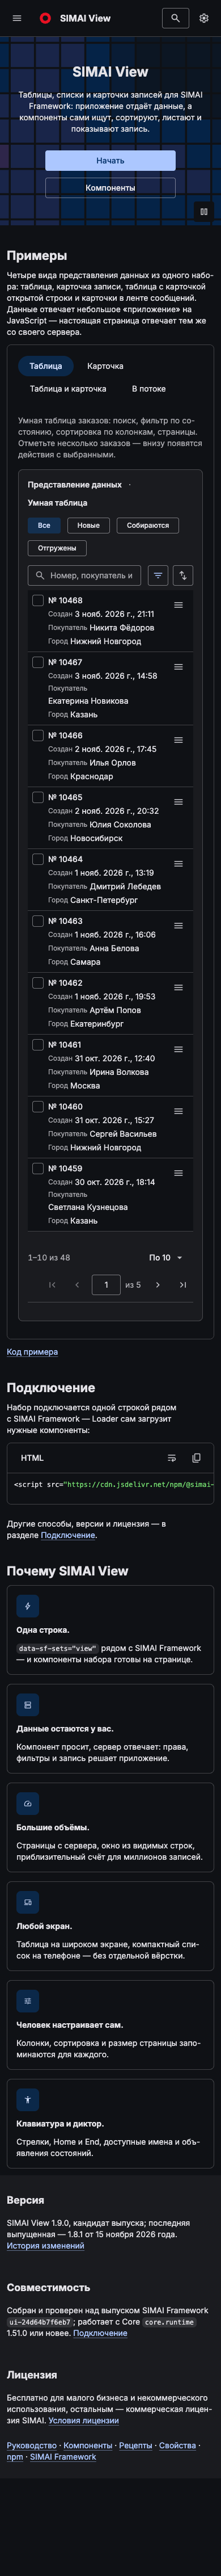 SIMAI View
SIMAI View
Таблицы, списки и карточки записей для SIMAI
Framework: приложение отдаёт данные, а
компоненты сами ищут, сортируют, листают и
показывают запись.
Начать
Компоненты
Примеры
Четыре вида представления данных из одного набо-
ра: таблица, карточка записи, таблица с карточкой
открытой строки и карточки в ленте сообщений.
Данные отвечает небольшое «приложение» на
JavaScript — настоящая страница отвечает тем же
со своего сервера.
Таблица
Карточка
Таблица и карточка
В потоке
Умная таблица заказов: поиск, фильтр по со-
стоянию, сортировка по колонкам, страницы.
Отметьте несколько заказов — внизу появятся
действия с выбранными.
Представление данных
Умная таблица
Все
Новые
Собираются
Отгружены
Номер, покупатель и
№ 10468
Создан 3 нояб. 2026 г., 21:11
Покупатель Никита Фёдоров
Город Нижний Новгород
№ 10467
Создан 3 нояб. 2026 г., 14:58
Покупатель
Екатерина Новикова
Город Казань
№ 10466
Создан 2 нояб. 2026 г., 17:45
Покупатель Илья Орлов
Город Краснодар
№ 10465
Создан 2 нояб. 2026 г., 20:32
Покупатель Юлия Соколова
Город Новосибирск
№ 10464
Создан 1 нояб. 2026 г., 13:19
Покупатель Дмитрий Лебедев
Город Санкт-Петербург
№ 10463
Создан 1 нояб. 2026 г., 16:06
Покупатель Анна Белова
Город Самара
№ 10462
Создан 1 нояб. 2026 г., 19:53
Покупатель Артём Попов
Город Екатеринбург
№ 10461
Создан 31 окт. 2026 г., 12:40
Покупатель Ирина Волкова
Город Москва
№ 10460
Создан 31 окт. 2026 г., 15:27
Покупатель Сергей Васильев
Город Нижний Новгород
№ 10459
Создан 30 окт. 2026 г., 18:14
Покупатель
Светлана Кузнецова
Город Казань
1–10 из 48
По 10
1
из 5
Код примера
Подключение
Набор подключается одной строкой рядом
с SIMAI Framework — Loader сам загрузит
нужные компоненты:
HTML
<script src="https://cdn.jsdelivr.net/npm/@simai-
Другие способы, версии и лицензия — в
разделе Подключение.
Почему SIMAI View
Одна строка.
data-sf-sets="view" рядом с SIMAI Framework
— и компоненты набора готовы на странице.
Данные остаются у вас.
Компонент просит, сервер отвечает: права,
фильтры и запись решает приложение.
Большие объёмы.
Страницы с сервера, окно из видимых строк,
приблизительный счёт для миллионов записей.
Любой экран.
Таблица на широком экране, компактный спи-
сок на телефоне — без отдельной вёрстки.
Человек настраивает сам.
Колонки, сортировка и размер страницы запо-
минаются для каждого.
Клавиатура и диктор.
Стрелки, Home и End, доступные имена и объ-
явления состояний.
Версия
SIMAI View 1.9.0, кандидат выпуска; последняя
выпущенная — 1.8.1 от 15 ноября 2026 года.
История изменений
Совместимость
Собран и проверен над выпуском SIMAI Framework
ui-24d64b7f6eb7; работает с Core core.runtime
1.51.0 или новее. Подключение
Лицензия
Бесплатно для малого бизнеса и некоммерческого
использования, остальным — коммерческая лицен-
зия SIMAI. Условия лицензии
Руководство · Компоненты · Рецепты · Свойства ·
npm · SIMAI Framework